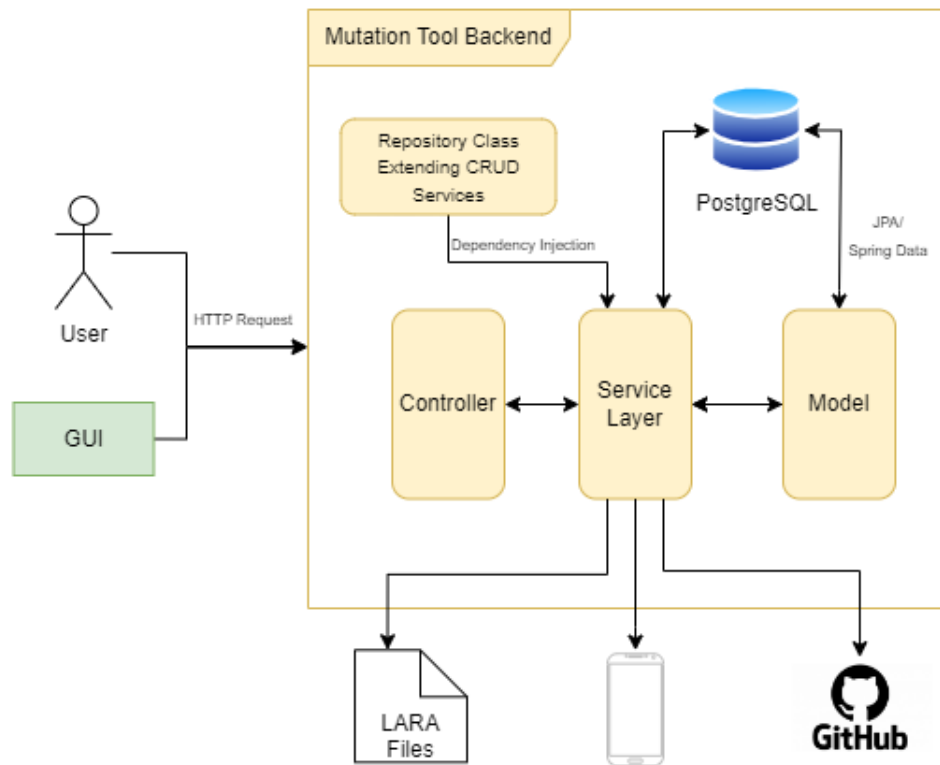 Mutation Tool Backend
Repository Class
Extending CRUD
Services
PostgreSQL
Dependency Injection
JPA/
Spring Data
User
HTTP Request
GUI
Controller
Service
Layer
Model
LARA
Files
GitHub